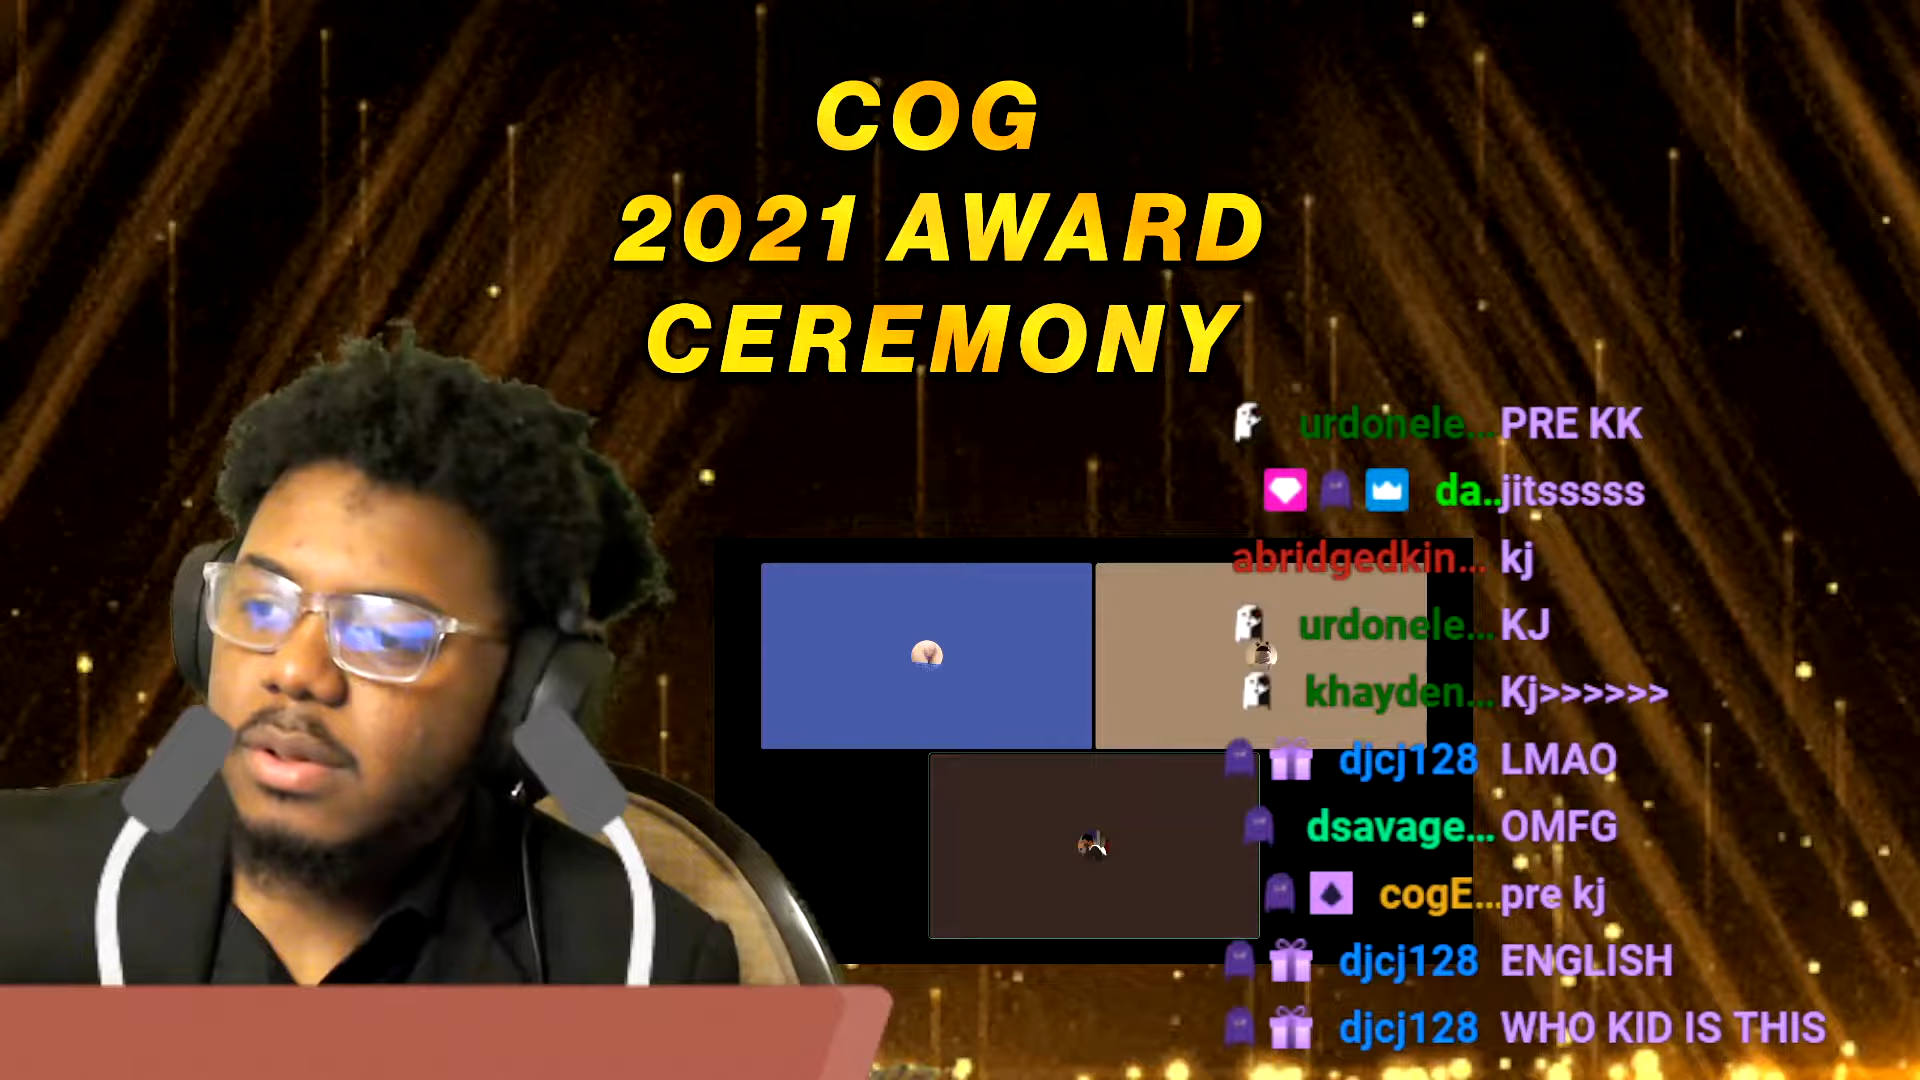 COG
2021 AWARD
CEREMONY
urdonele... PRE KK
da.. jitsssss
abridgedkin... kj
urdonele... KJ
khayden... Kj>>>>>>
djcj128 LMAO
dsavage... OMFG
cogE... pre kj
djcj128 ENGLISH
djcj128 WHO KID IS THIS